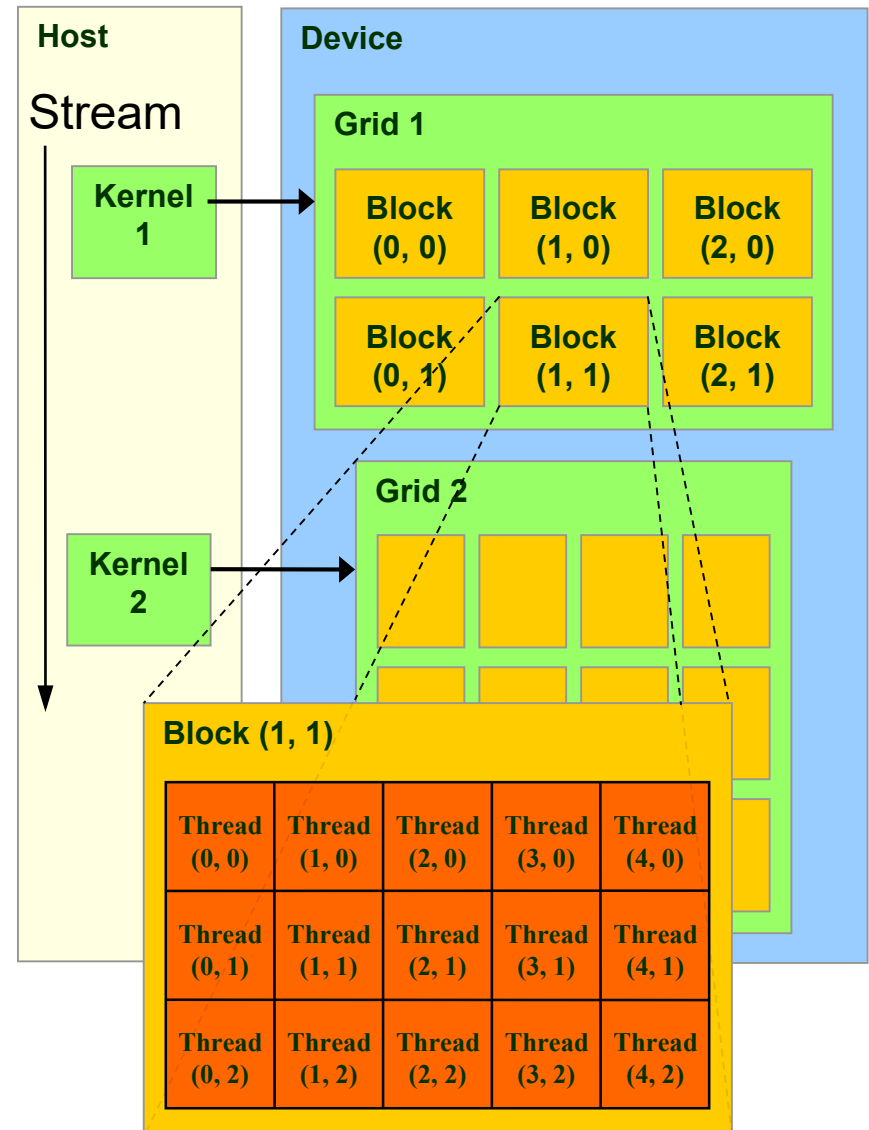 Host
Device
Stream
Grid 1
Kernel
1
Block
(0, 0)
Block
(1, 0)
Block
(2, 0)
Block
(0, 1)
Block
(1, 1)
Block
(2, 1)
Grid 2
Kernel
2
Block (1, 1)
Thread
(0, 0)
Thread
(1, 0)
Thread
(2, 0)
Thread
(3, 0)
Thread
(4, 0)
Thread
(0, 1)
Thread
(1, 1)
Thread
(2, 1)
Thread
(3, 1)
Thread
(4, 1)
Thread
(0, 2)
Thread
(1, 2)
Thread
(2, 2)
Thread
(3, 2)
Thread
(4, 2)